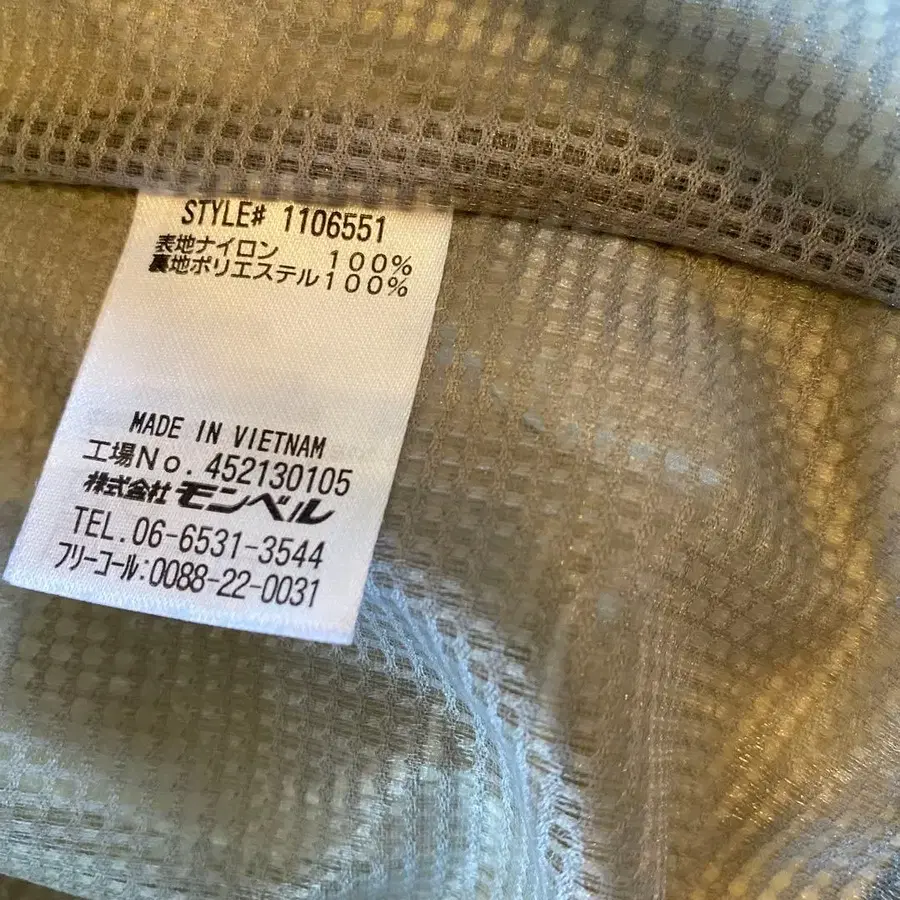 STYLE# 1106551
表地ナイロン 100%
裏地ポリエステル100%
MADE IN VIETNAM
工場No. 452130105
株式会社モンベル
TEL.06-6531-3544
フリーコール:0088-22-0031